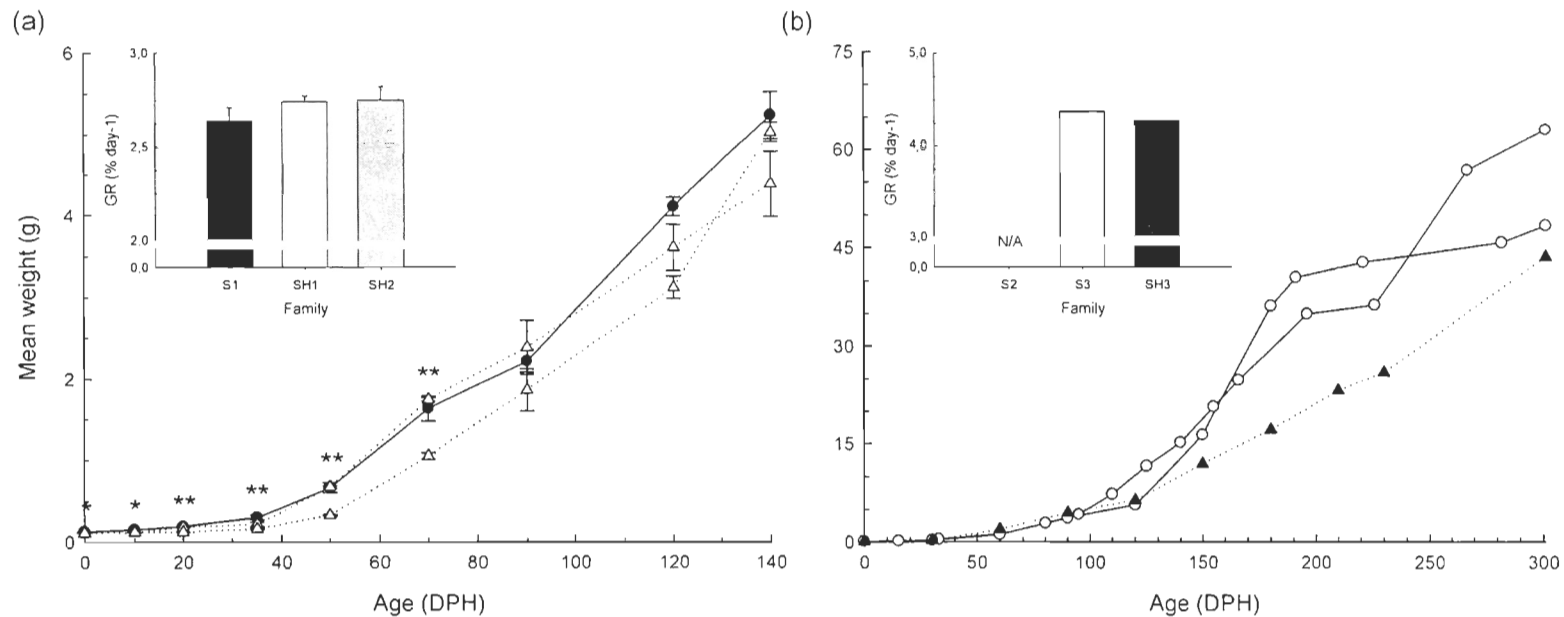 (a)
6
4
2
0
Mean weight (g)
0 20 40 60 80 100 120 140
Age (DPH)
* * ** ** ** **
3,0
2,5
2,0
0,0
GR (% day-1)
S1 SH1 SH2
Family
(b)
75
60
45
30
15
0
0 50 100 150 200 250 300
Age (DPH)
5,0
4,0
3,0
0,0
GR (% day-1)
N/A
S2 S3 SH3
Family